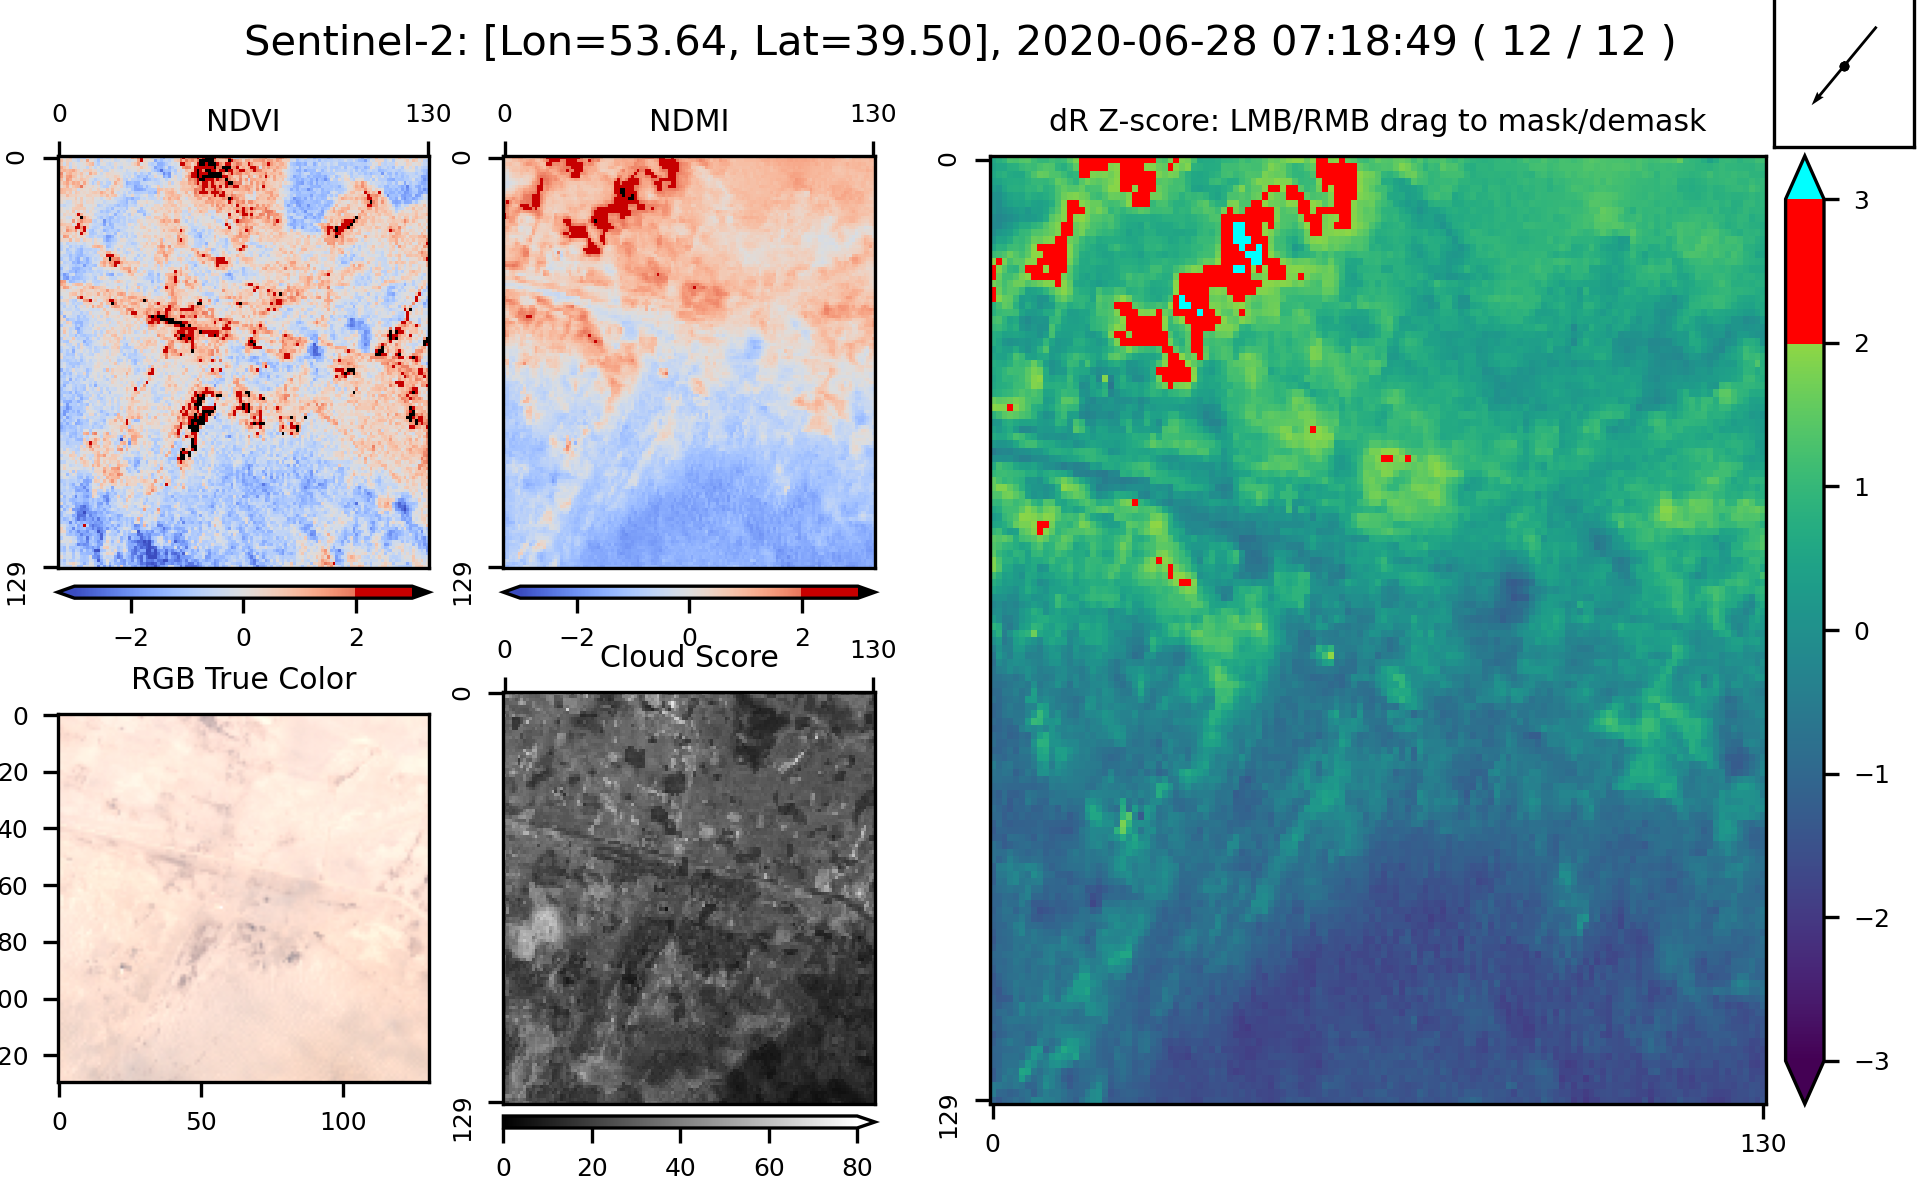 Sentinel-2: [Lon=53.64, Lat=39.50], 2020-06-28 07:18:49 ( 12 / 12 )
NDVI
0 130
0
129
−2 0 2
NDMI
0 130
0
129
−2 0 2
dR Z-score: LMB/RMB drag to mask/demask
0
129
0 130
3
2
1
0
−1
−2
−3
RGB True Color
0
20
40
60
80
00
20
0 50 100
Cloud Score
0 130
0
129
0 20 40 60 80